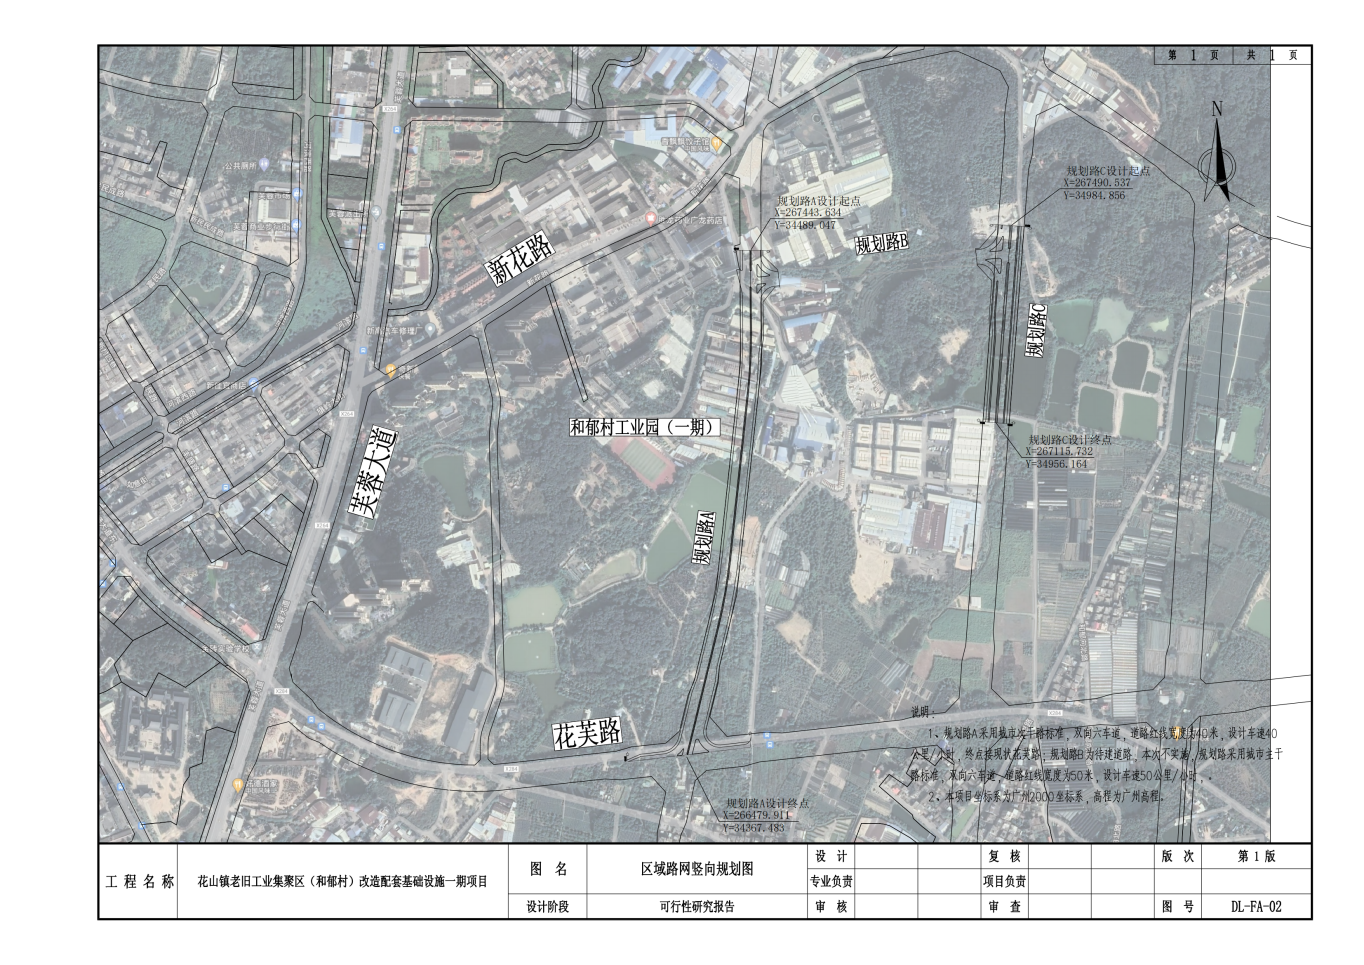 第 1 页 共 1 页
N
规划路C设计起点
X=267490.537
Y=34984.856
规划路A设计起点
X=267443.634
Y=34489.047
公共厕所
新花路
规划路B
规划路C
X264
芙蓉大道
和郁村工业园（一期）
规划路C设计终点
X=267115.732
Y=34956.164
规划路A
X264
X264
X264
花芙路
X264
X264
规划路A设计终点
X=266479.911
Y=34367.483
说明：
1、规划路A采用城市次干路标准，双向六车道，道路红线宽度为40米，设计车速40
公里/小时，终点接现状花芙路；规划路B为待建道路，本次不实施，规划路采用城市主干
路标准，双向六车道，道路红线宽度为50米，设计车速50公里/小时，。
2、本项目坐标系为广州2000坐标系，高程为广州高程。
工程名称
花山镇老旧工业集聚区（和郁村）改造配套基础设施一期项目
图 名
区域路网竖向规划图
设计阶段
可行性研究报告
设 计
专业负责
审 核
复 核
项目负责
审 查
版 次
第 1 版
图 号
DL-FA-02